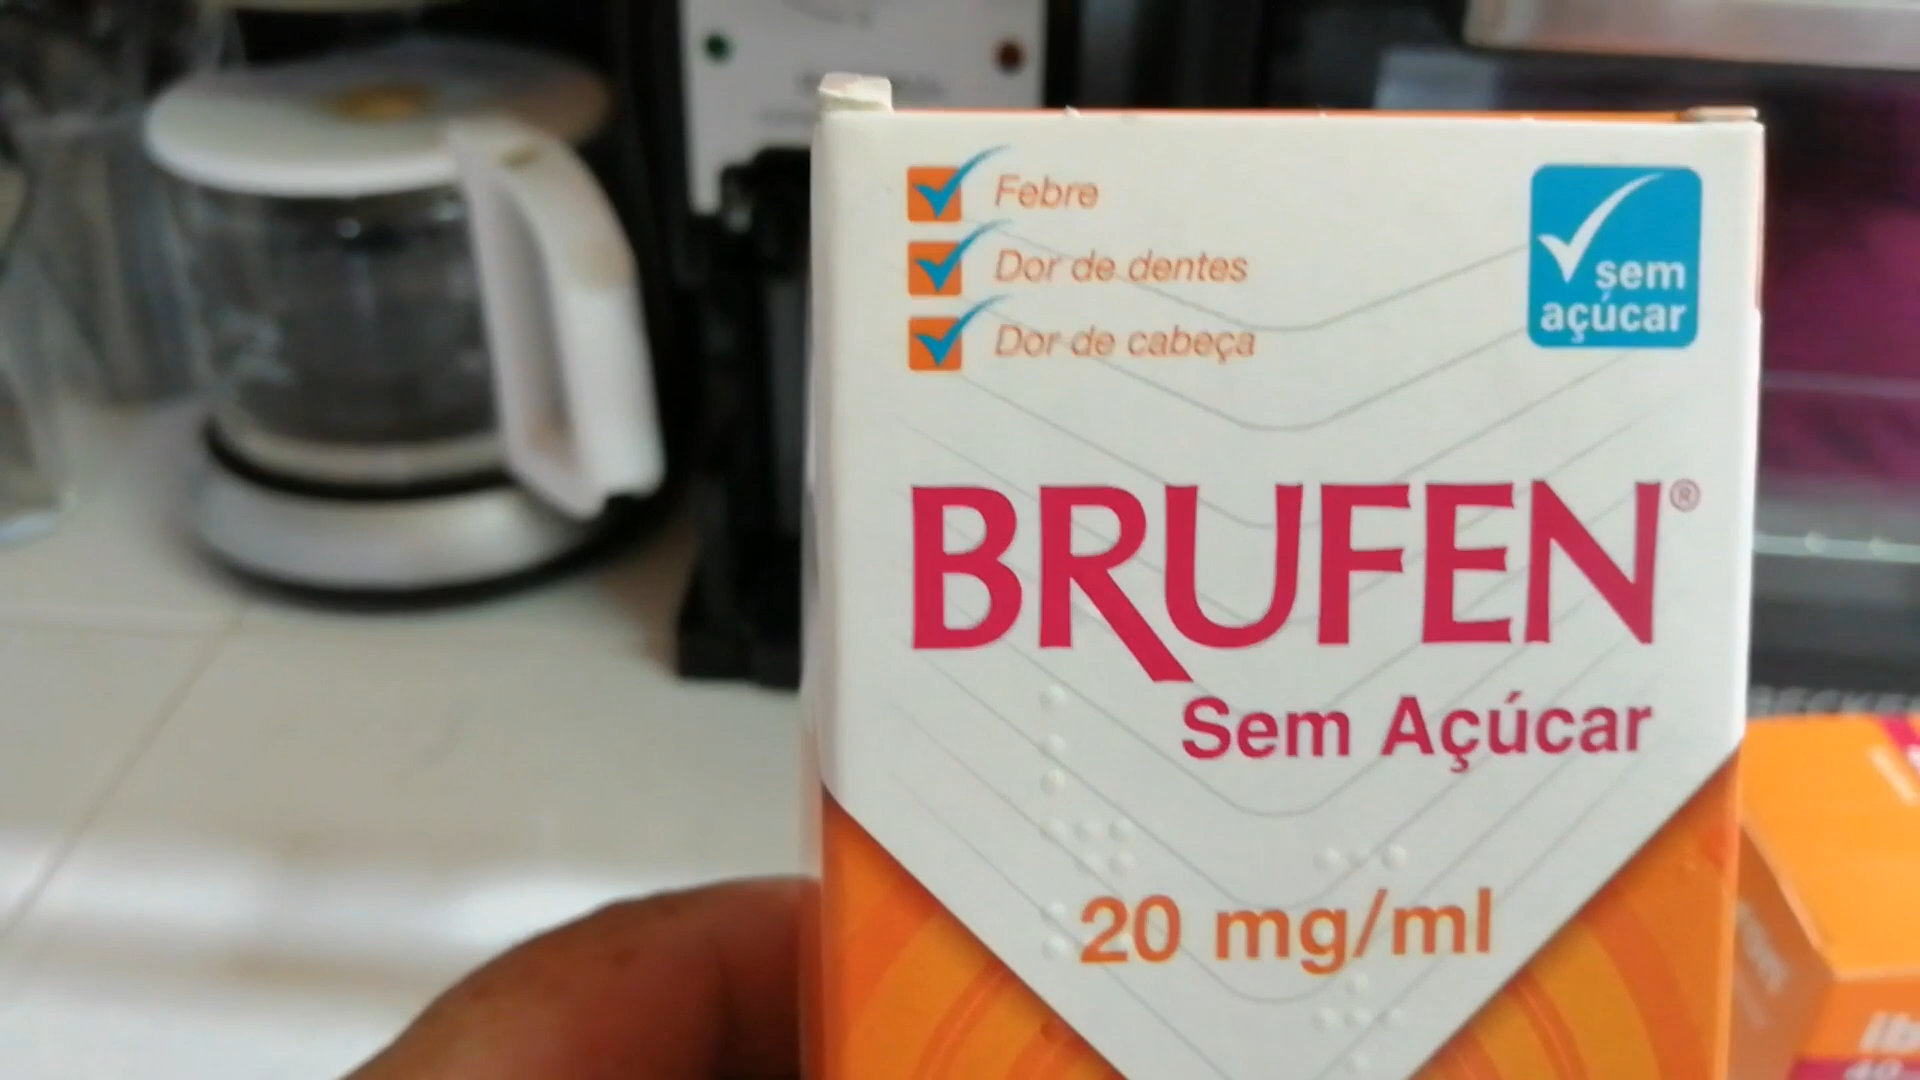 Febre
Dor de dentes
Dor de cabeça
sem
açúcar
BRUFEN®
Sem Açúcar
20 mg/ml